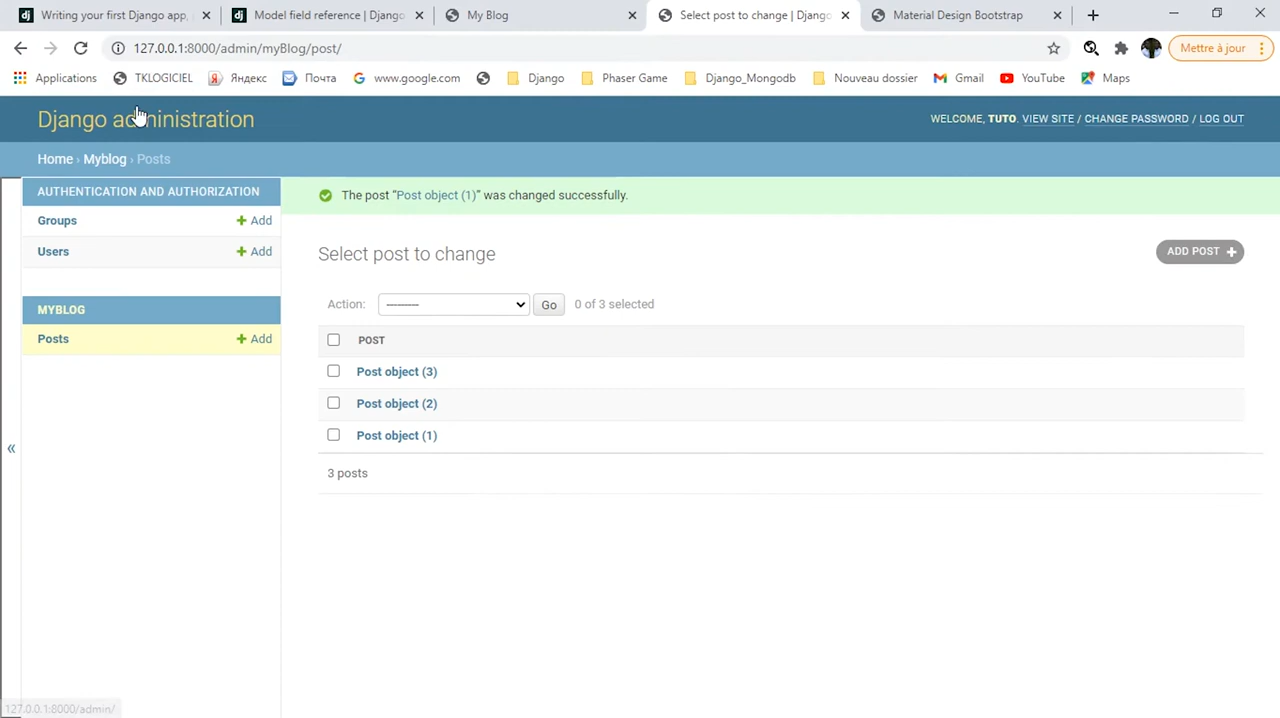 Writing your first Django app,
Model field reference | Django
My Blog
Select post to change | Django
Material Design Bootstrap
127.0.0.1:8000/admin/myBlog/post/
Mettre à jour
Applications
TKLOGICIEL
Яндекс
Почта
www.google.com
Django
Phaser Game
Django_Mongodb
Nouveau dossier
Gmail
YouTube
Maps
Django administration
WELCOME, TUTO. VIEW SITE / CHANGE PASSWORD / LOG OUT
Home › Myblog › Posts
AUTHENTICATION AND AUTHORIZATION
Groups + Add
Users + Add
MYBLOG
Posts + Add
«
The post “Post object (1)” was changed successfully.
Select post to change
ADD POST +
Action: --------- Go 0 of 3 selected
POST
Post object (3)
Post object (2)
Post object (1)
3 posts
127.0.0.1:8000/admin/